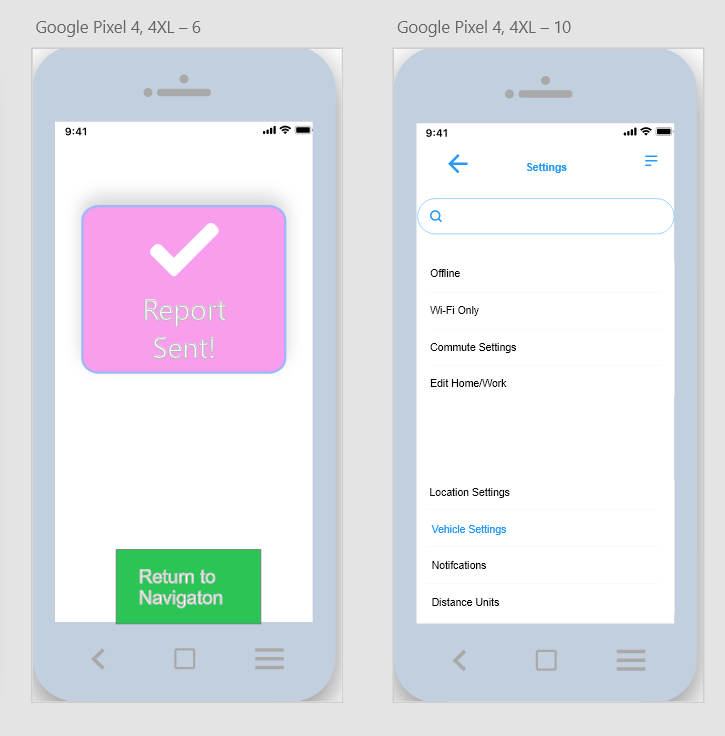 Google Pixel 4, 4XL – 6
9:41
Report
Sent!
Return to
Navigaton
Google Pixel 4, 4XL – 10
9:41
Settings
Offline
Wi-Fi Only
Commute Settings
Edit Home/Work
Location Settings
Vehicle Settings
Notifcations
Distance Units